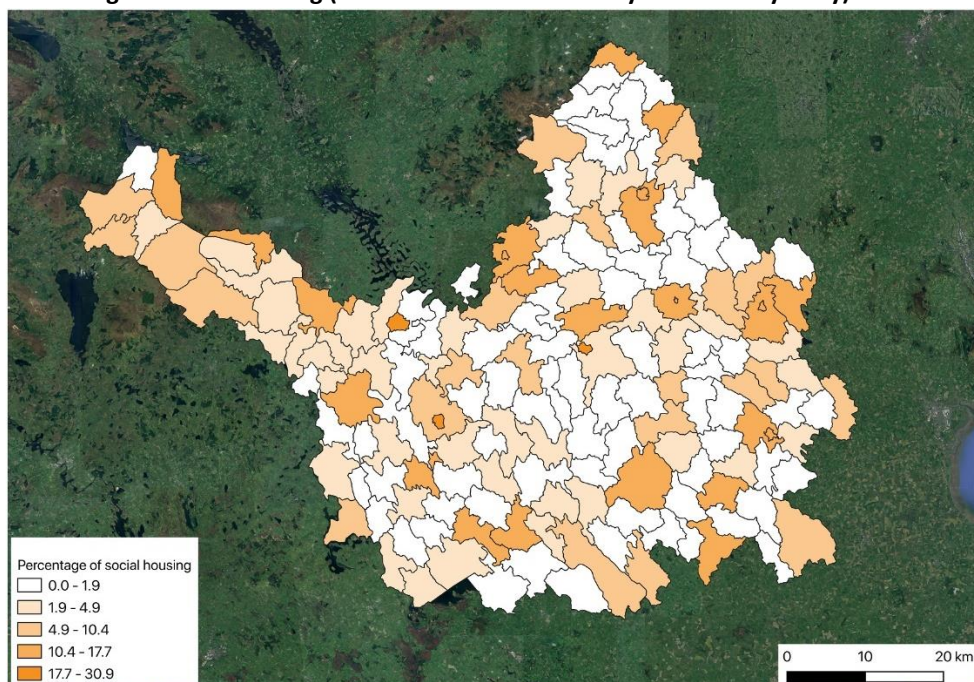 Percentage of social housing
0.0 - 1.9
1.9 - 4.9
4.9 - 10.4
10.4 - 17.7
17.7 - 30.9
0 10 20 km